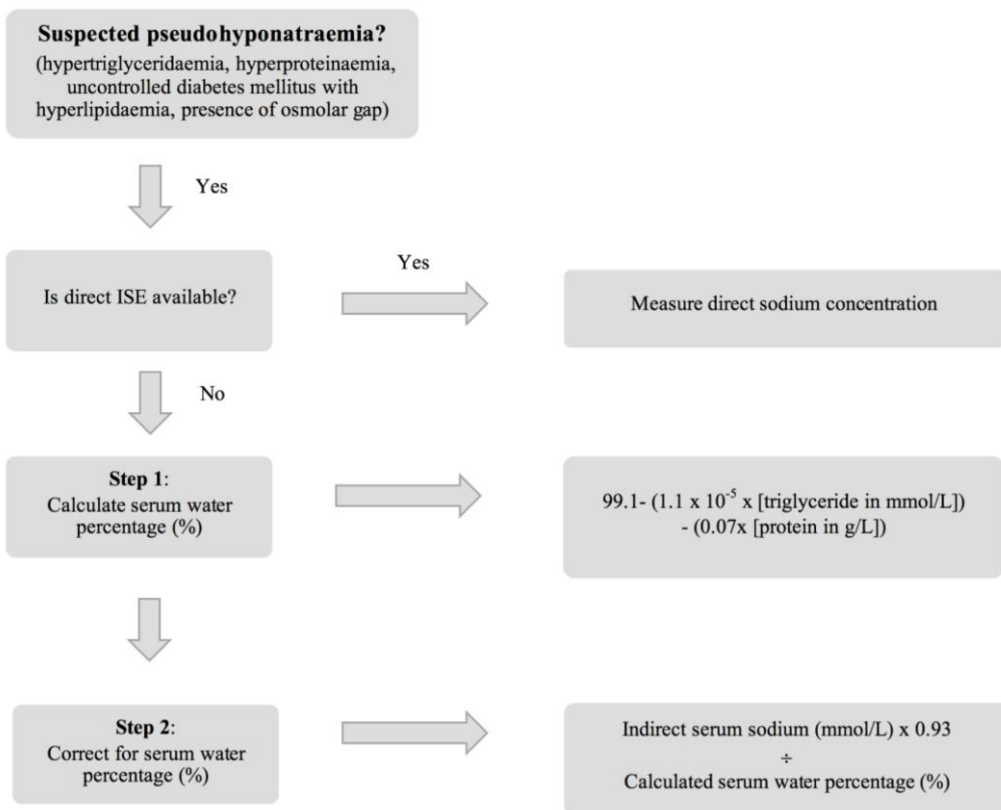 Suspected pseudohyponatraemia?
(hypertriglyceridaemia, hyperproteinaemia,
uncontrolled diabetes mellitus with
hyperlipidaemia, presence of osmolar gap)
Yes
Is direct ISE available?
Yes
Measure direct sodium concentration
No
Step 1:
Calculate serum water
percentage (%)
99.1- (1.1 x 10⁻⁵ x [triglyceride in mmol/L])
- (0.07x [protein in g/L])
Step 2:
Correct for serum water
percentage (%)
Indirect serum sodium (mmol/L) x 0.93
÷
Calculated serum water percentage (%)